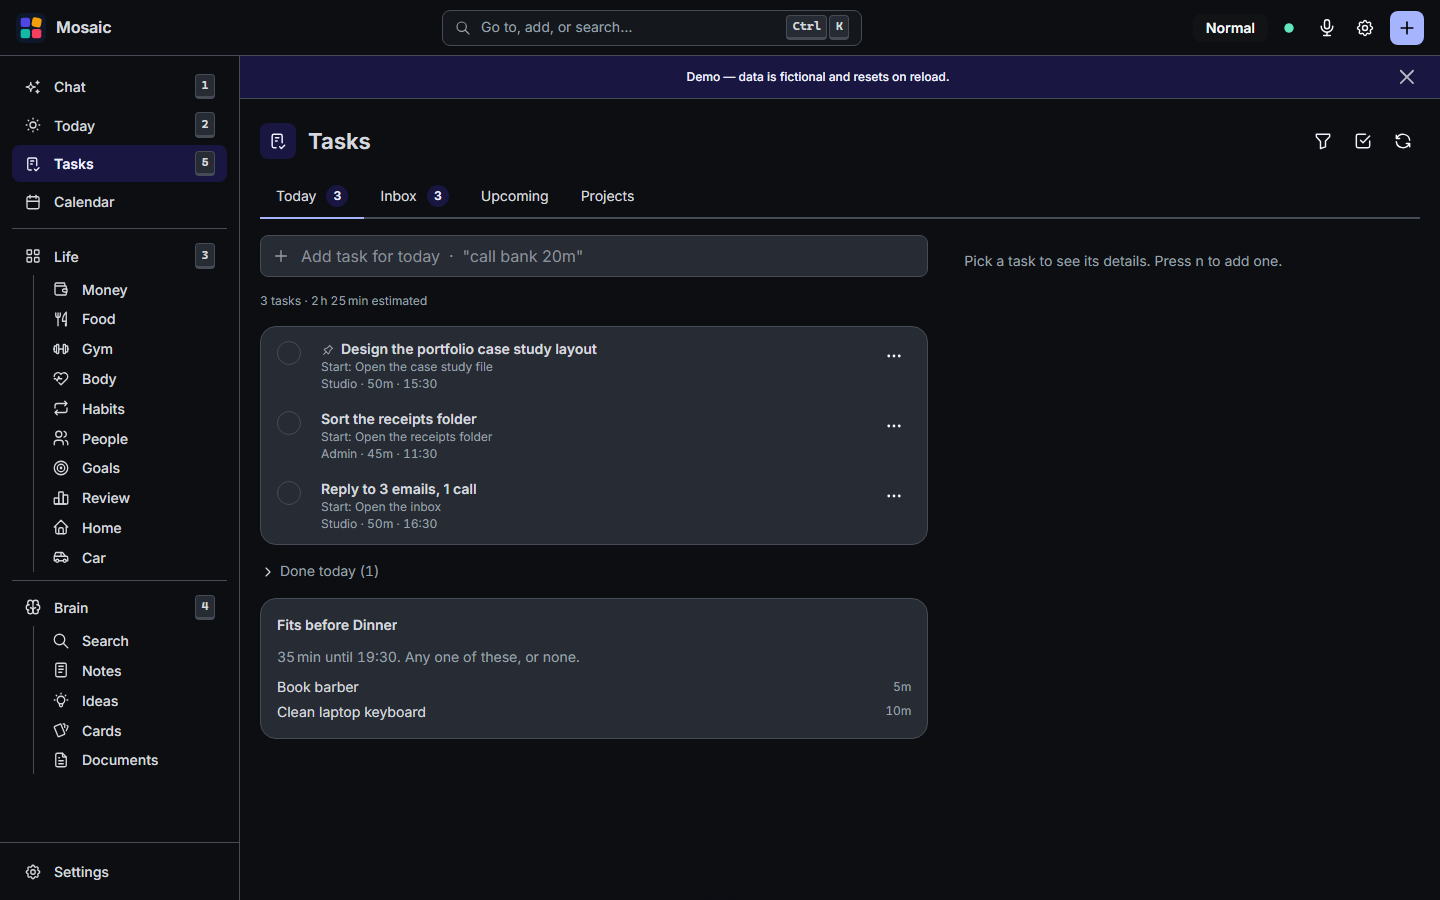 Mosaic
Go to, add, or search...
Ctrl K
Normal
Chat 1
Today 2
Tasks 5
Calendar
Life 3
Money
Food
Gym
Body
Habits
People
Goals
Review
Home
Car
Brain 4
Search
Notes
Ideas
Cards
Documents
Settings
Demo — data is fictional and resets on reload.
Tasks
Today 3 Inbox 3 Upcoming Projects
Add task for today · "call bank 20m"
3 tasks · 2h 25min estimated
Design the portfolio case study layout
Start: Open the case study file
Studio · 50m · 15:30
Sort the receipts folder
Start: Open the receipts folder
Admin · 45m · 11:30
Reply to 3 emails, 1 call
Start: Open the inbox
Studio · 50m · 16:30
Done today (1)
Fits before Dinner
35min until 19:30. Any one of these, or none.
Book barber 5m
Clean laptop keyboard 10m
Pick a task to see its details. Press n to add one.